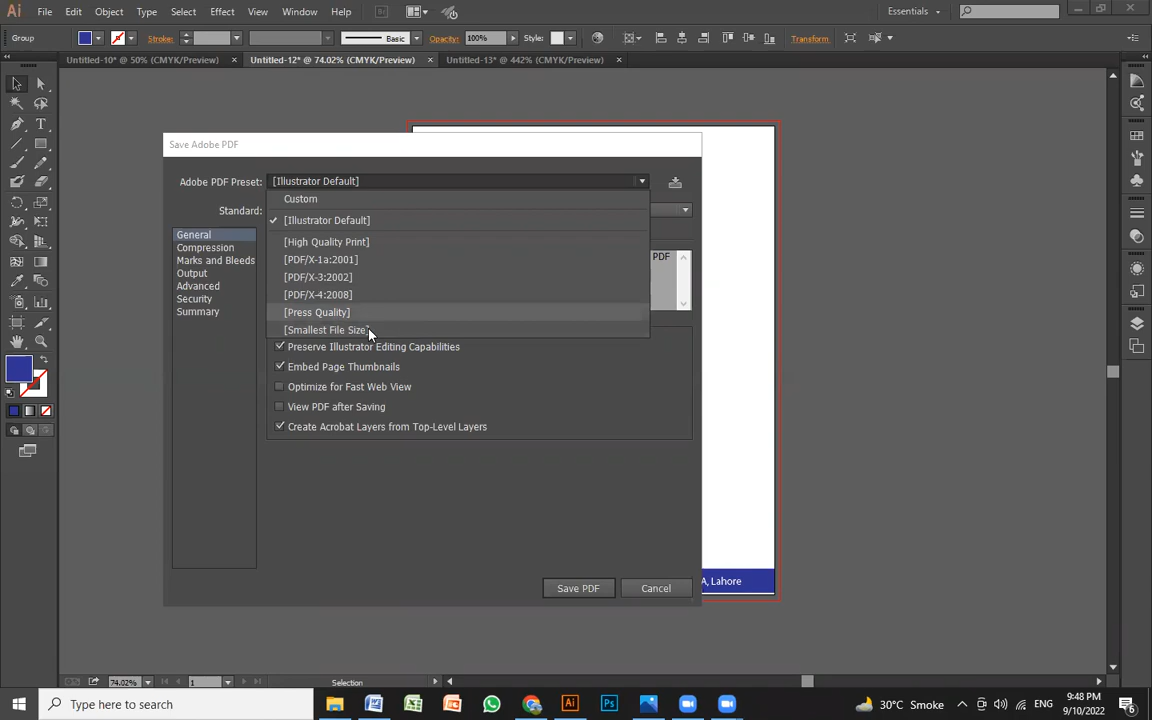 Ai File Edit Object Type Select Effect View Window Help Br Essentials
Group Stroke: Basic Opacity: 100% Style: Transform
Untitled-10* @ 50% (CMYK/Preview) × Untitled-12* @ 74.02% (CMYK/Preview) × Untitled-13* @ 442% (CMYK/Preview) ×
Save Adobe PDF
Adobe PDF Preset: [Illustrator Default]
Custom
Standard:
[Illustrator Default]
General
[High Quality Print]
Compression
PDF
Marks and Bleeds
[PDF/X-1a:2001]
Output
[PDF/X-3:2002]
Advanced
[PDF/X-4:2008]
Security
Summary
[Press Quality]
[Smallest File Size]
Preserve Illustrator Editing Capabilities
Embed Page Thumbnails
Optimize for Fast Web View
View PDF after Saving
Create Acrobat Layers from Top-Level Layers
A, Lahore
Save PDF Cancel
74.02% 1 Selection
Type here to search
Ai Ps
30°C Smoke ENG
9:48 PM
9/10/2022
6